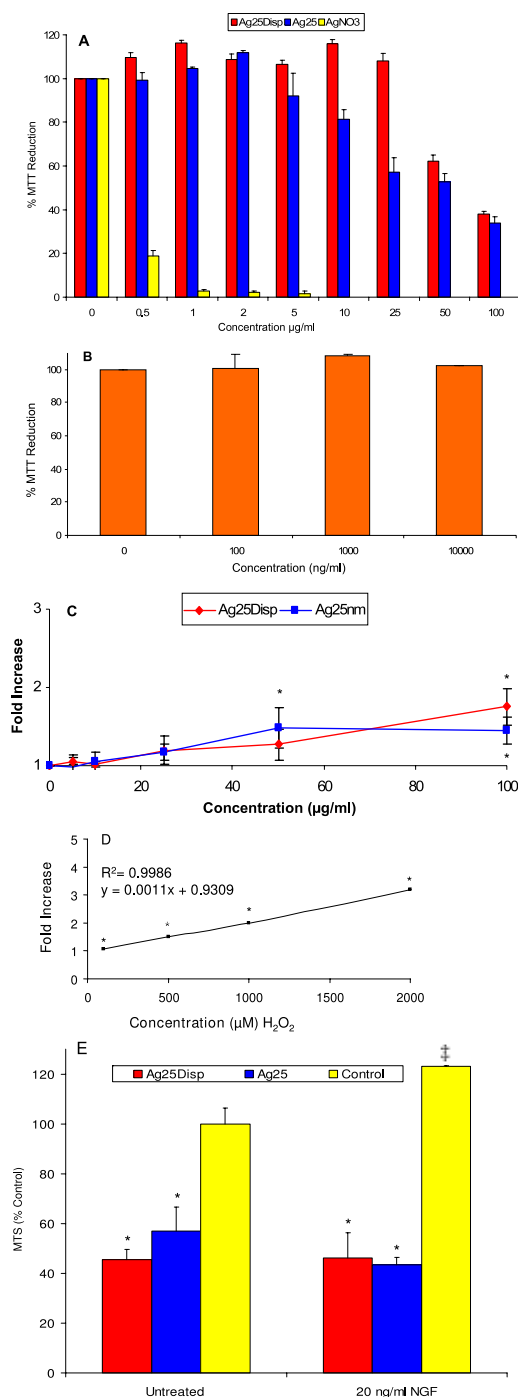 A
Ag25Disp Ag25 AgNO3
% MTT Reduction
120
100
80
60
40
20
0
0 0,5 1 2 5 10 25 50 100
Concentration µg/ml
B
% MTT Reduction
100
80
60
40
20
0
0 100 1000 10000
Concentration (ng/ml)
C
Ag25Disp Ag25nm
Fold Increase
3
2
1
* * *
0 20 40 60 80 100
Concentration (µg/ml)
D
R²= 0.9986
y = 0.0011x + 0.9309
Fold Increase
5
4
3
2
1
0
* * * *
0 500 1000 1500 2000
Concentration (µM) H₂O₂
E
Ag25Disp Ag25 Control
‡
MTS (% Control)
120
100
80
60
40
20
0
* * * *
Untreated 20 ng/ml NGF